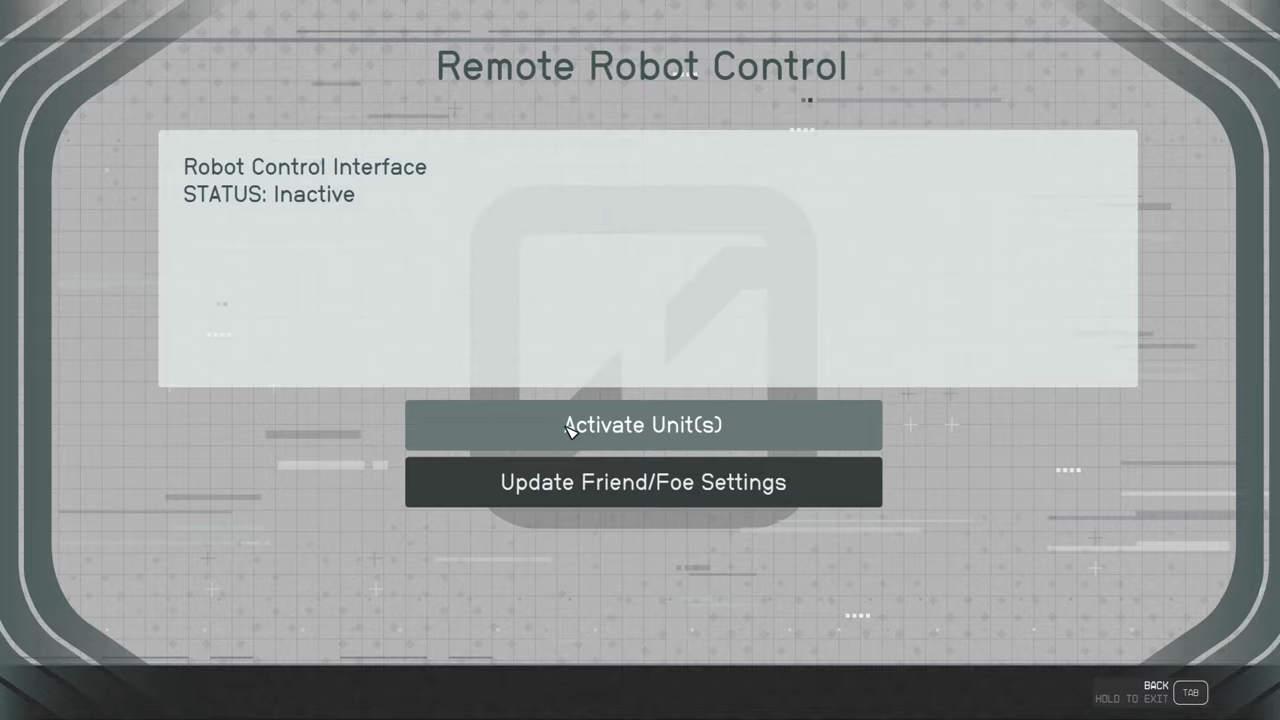 Remote Robot Control
Robot Control Interface
STATUS: Inactive
Activate Unit(s)
Update Friend/Foe Settings
BACK
HOLD TO EXIT
TAB